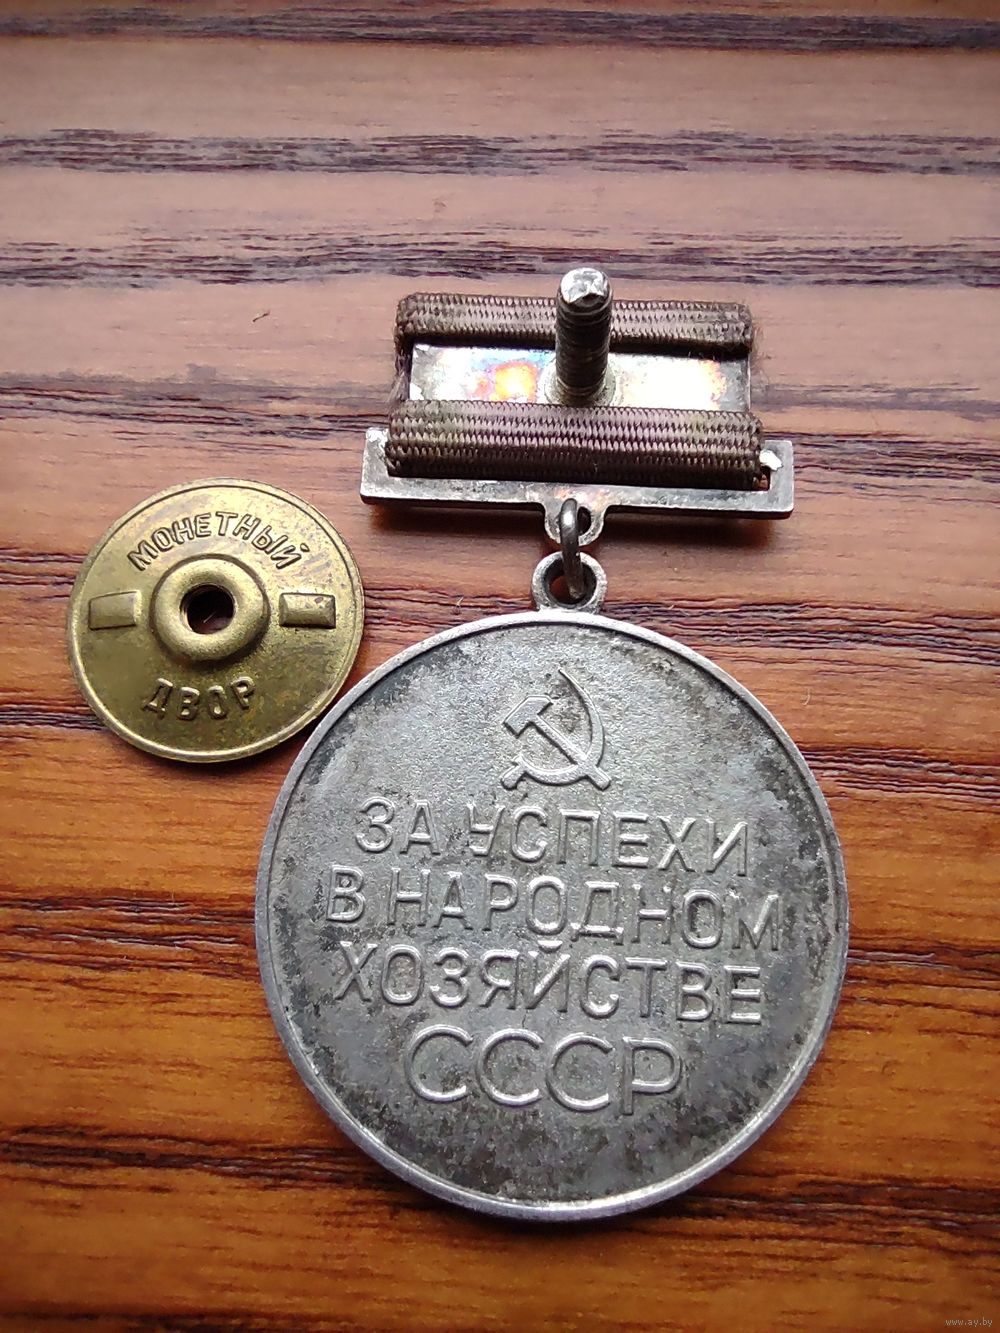 МОНЕТНЫЙ
ДВОР
ЗА УСПЕХИ
В НАРОДНОМ
ХОЗЯЙСТВЕ
СССР
www.ay.by